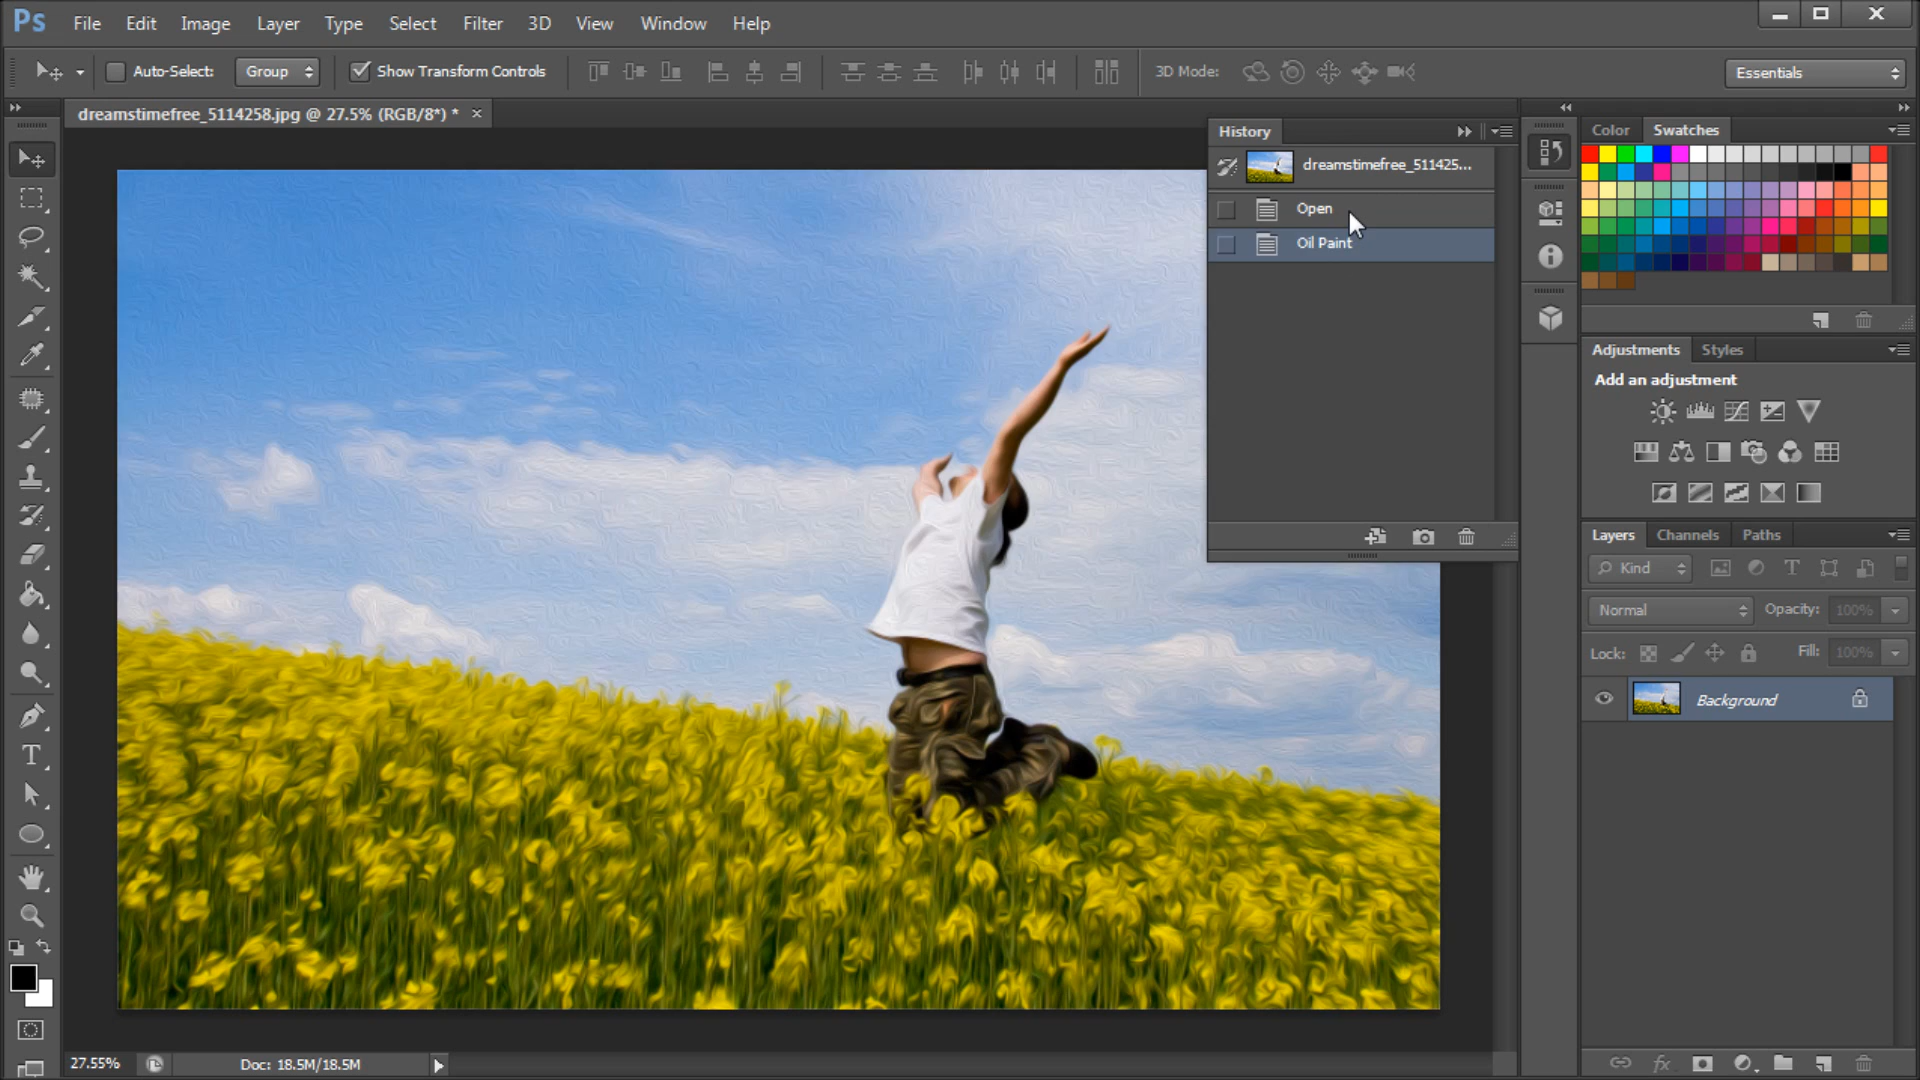 Ps File Edit Image Layer Type Select Filter 3D View Window Help
Auto-Select: Group Show Transform Controls 3D Mode: Essentials
dreamstimefree_5114258.jpg @ 27.5% (RGB/8*) * ×
History
dreamstimefree_511425...
Open
Oil Paint
Color Swatches
Adjustments Styles
Add an adjustment
Layers Channels Paths
Kind
Normal Opacity: 100%
Lock: Fill: 100%
Background
27.55% Doc: 18.5M/18.5M